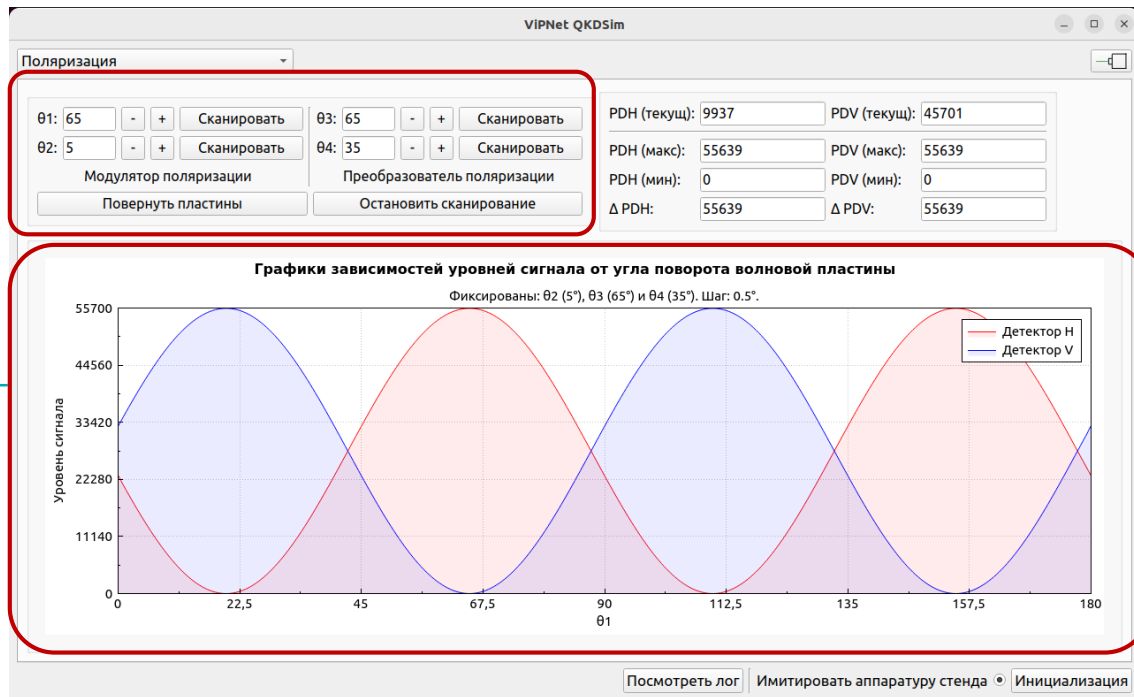 ViPNet QKDSim
Поляризация
θ1: 65 - + Сканировать θ3: 65 - + Сканировать
θ2: 5 - + Сканировать θ4: 35 - + Сканировать
Модулятор поляризации Преобразователь поляризации
Повернуть пластины Остановить сканирование
PDH (текущ): 9937 PDV (текущ): 45701
PDH (макс): 55639 PDV (макс): 55639
PDH (мин): 0 PDV (мин): 0
Δ PDH: 55639 Δ PDV: 55639
Графики зависимостей уровней сигнала от угла поворота волновой пластины
Фиксированы: θ2 (5°), θ3 (65°) и θ4 (35°). Шаг: 0.5°.
Детектор H
Детектор V
Уровень сигнала
55700
44560
33420
22280
11140
0
0 22,5 45 67,5 90 112,5 135 157,5 180
θ1
Посмотреть лог Имитировать аппаратуру стенда Инициализация